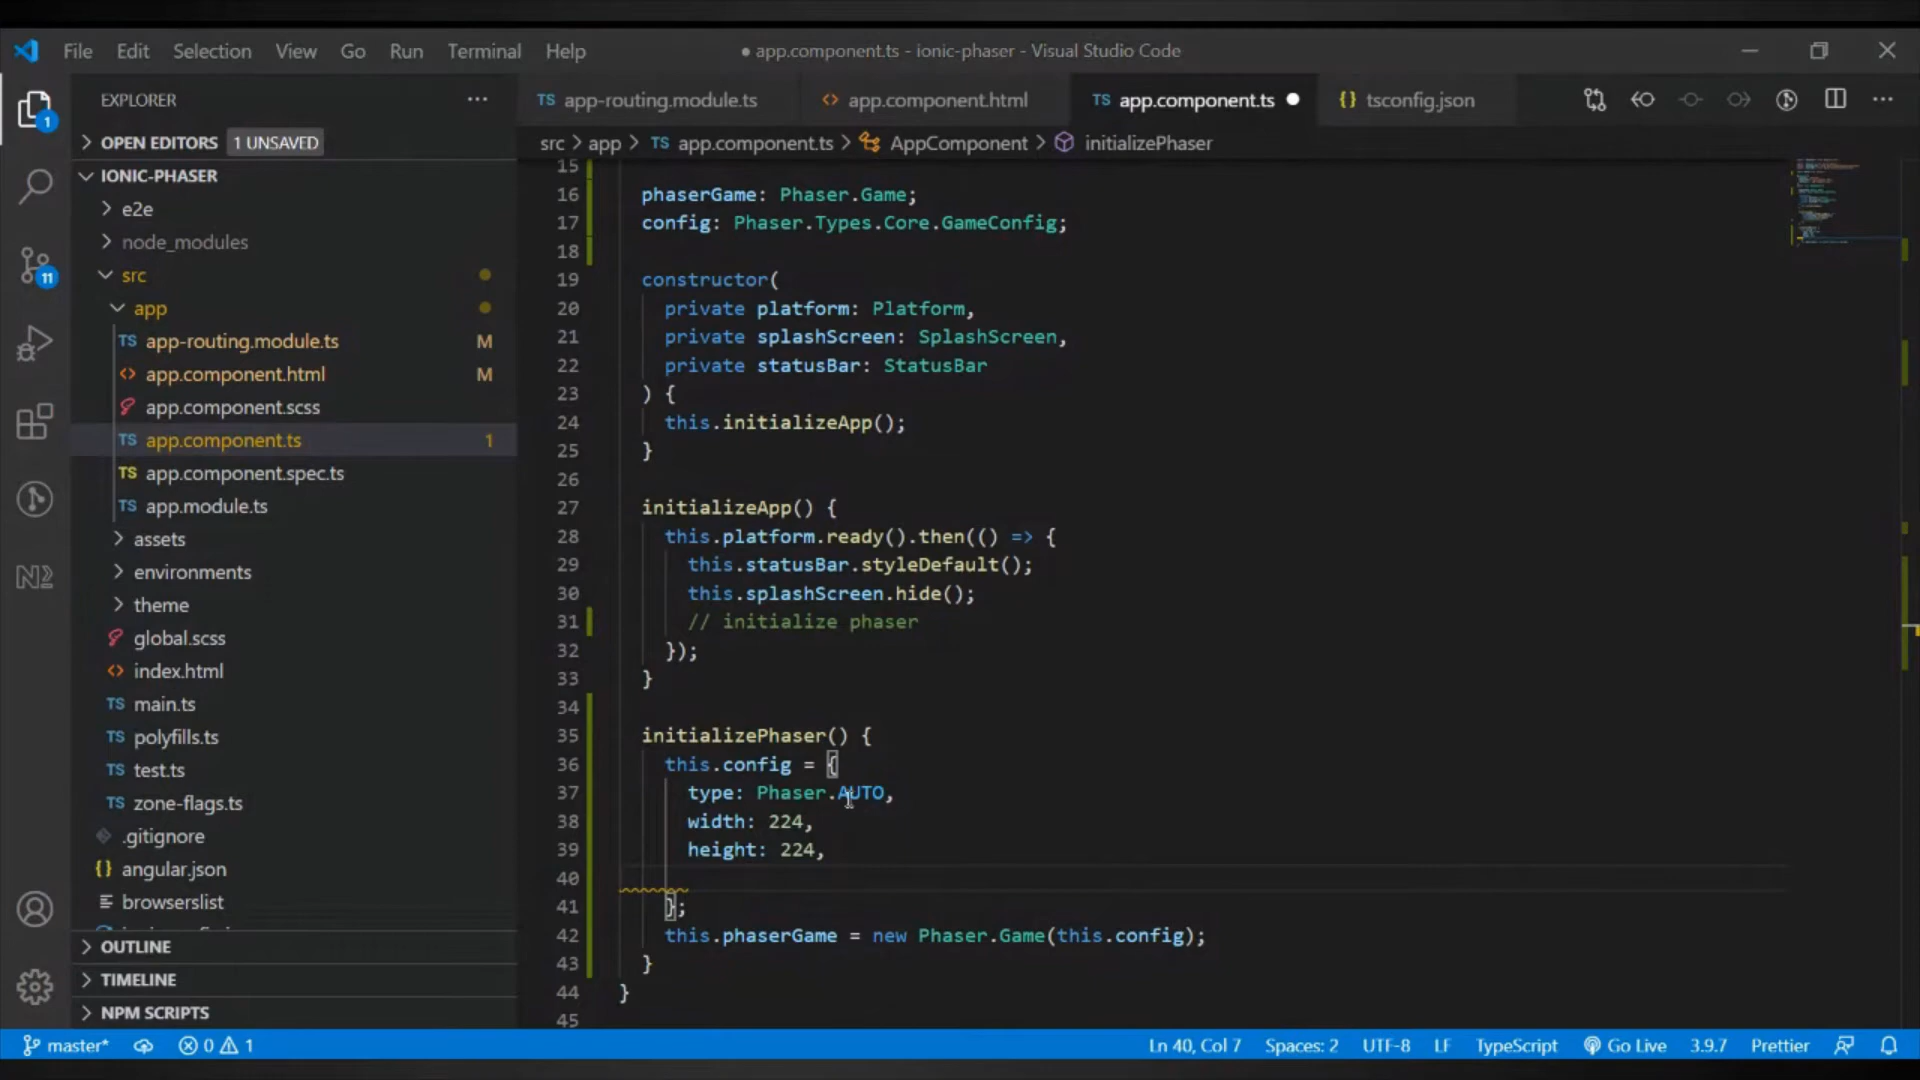 File Edit Selection View Go Run Terminal Help ● app.component.ts - ionic-phaser - Visual Studio Code
EXPLORER
TS app-routing.module.ts <> app.component.html TS app.component.ts ● {} tsconfig.json
1
OPEN EDITORS 1 UNSAVED
src > app > TS app.component.ts > AppComponent > initializePhaser
IONIC-PHASER
e2e
node_modules
src
11
app
TS app-routing.module.ts M
<> app.component.html M
app.component.scss
TS app.component.ts 1
TS app.component.spec.ts
TS app.module.ts
assets
environments
theme
global.scss
<> index.html
TS main.ts
TS polyfills.ts
TS test.ts
TS zone-flags.ts
.gitignore
{} angular.json
browserslist
OUTLINE
TIMELINE
NPM SCRIPTS
15
16 phaserGame: Phaser.Game;
17 config: Phaser.Types.Core.GameConfig;
18
19 constructor(
20 private platform: Platform,
21 private splashScreen: SplashScreen,
22 private statusBar: StatusBar
23 ) {
24 this.initializeApp();
25 }
26
27 initializeApp() {
28 this.platform.ready().then(() => {
29 this.statusBar.styleDefault();
30 this.splashScreen.hide();
31 // initialize phaser
32 });
33 }
34
35 initializePhaser() {
36 this.config = {
37 type: Phaser.AUTO,
38 width: 224,
39 height: 224,
40
41 };
42 this.phaserGame = new Phaser.Game(this.config);
43 }
44 }
45
master* 0 1 Ln 40, Col 7 Spaces: 2 UTF-8 LF TypeScript Go Live 3.9.7 Prettier